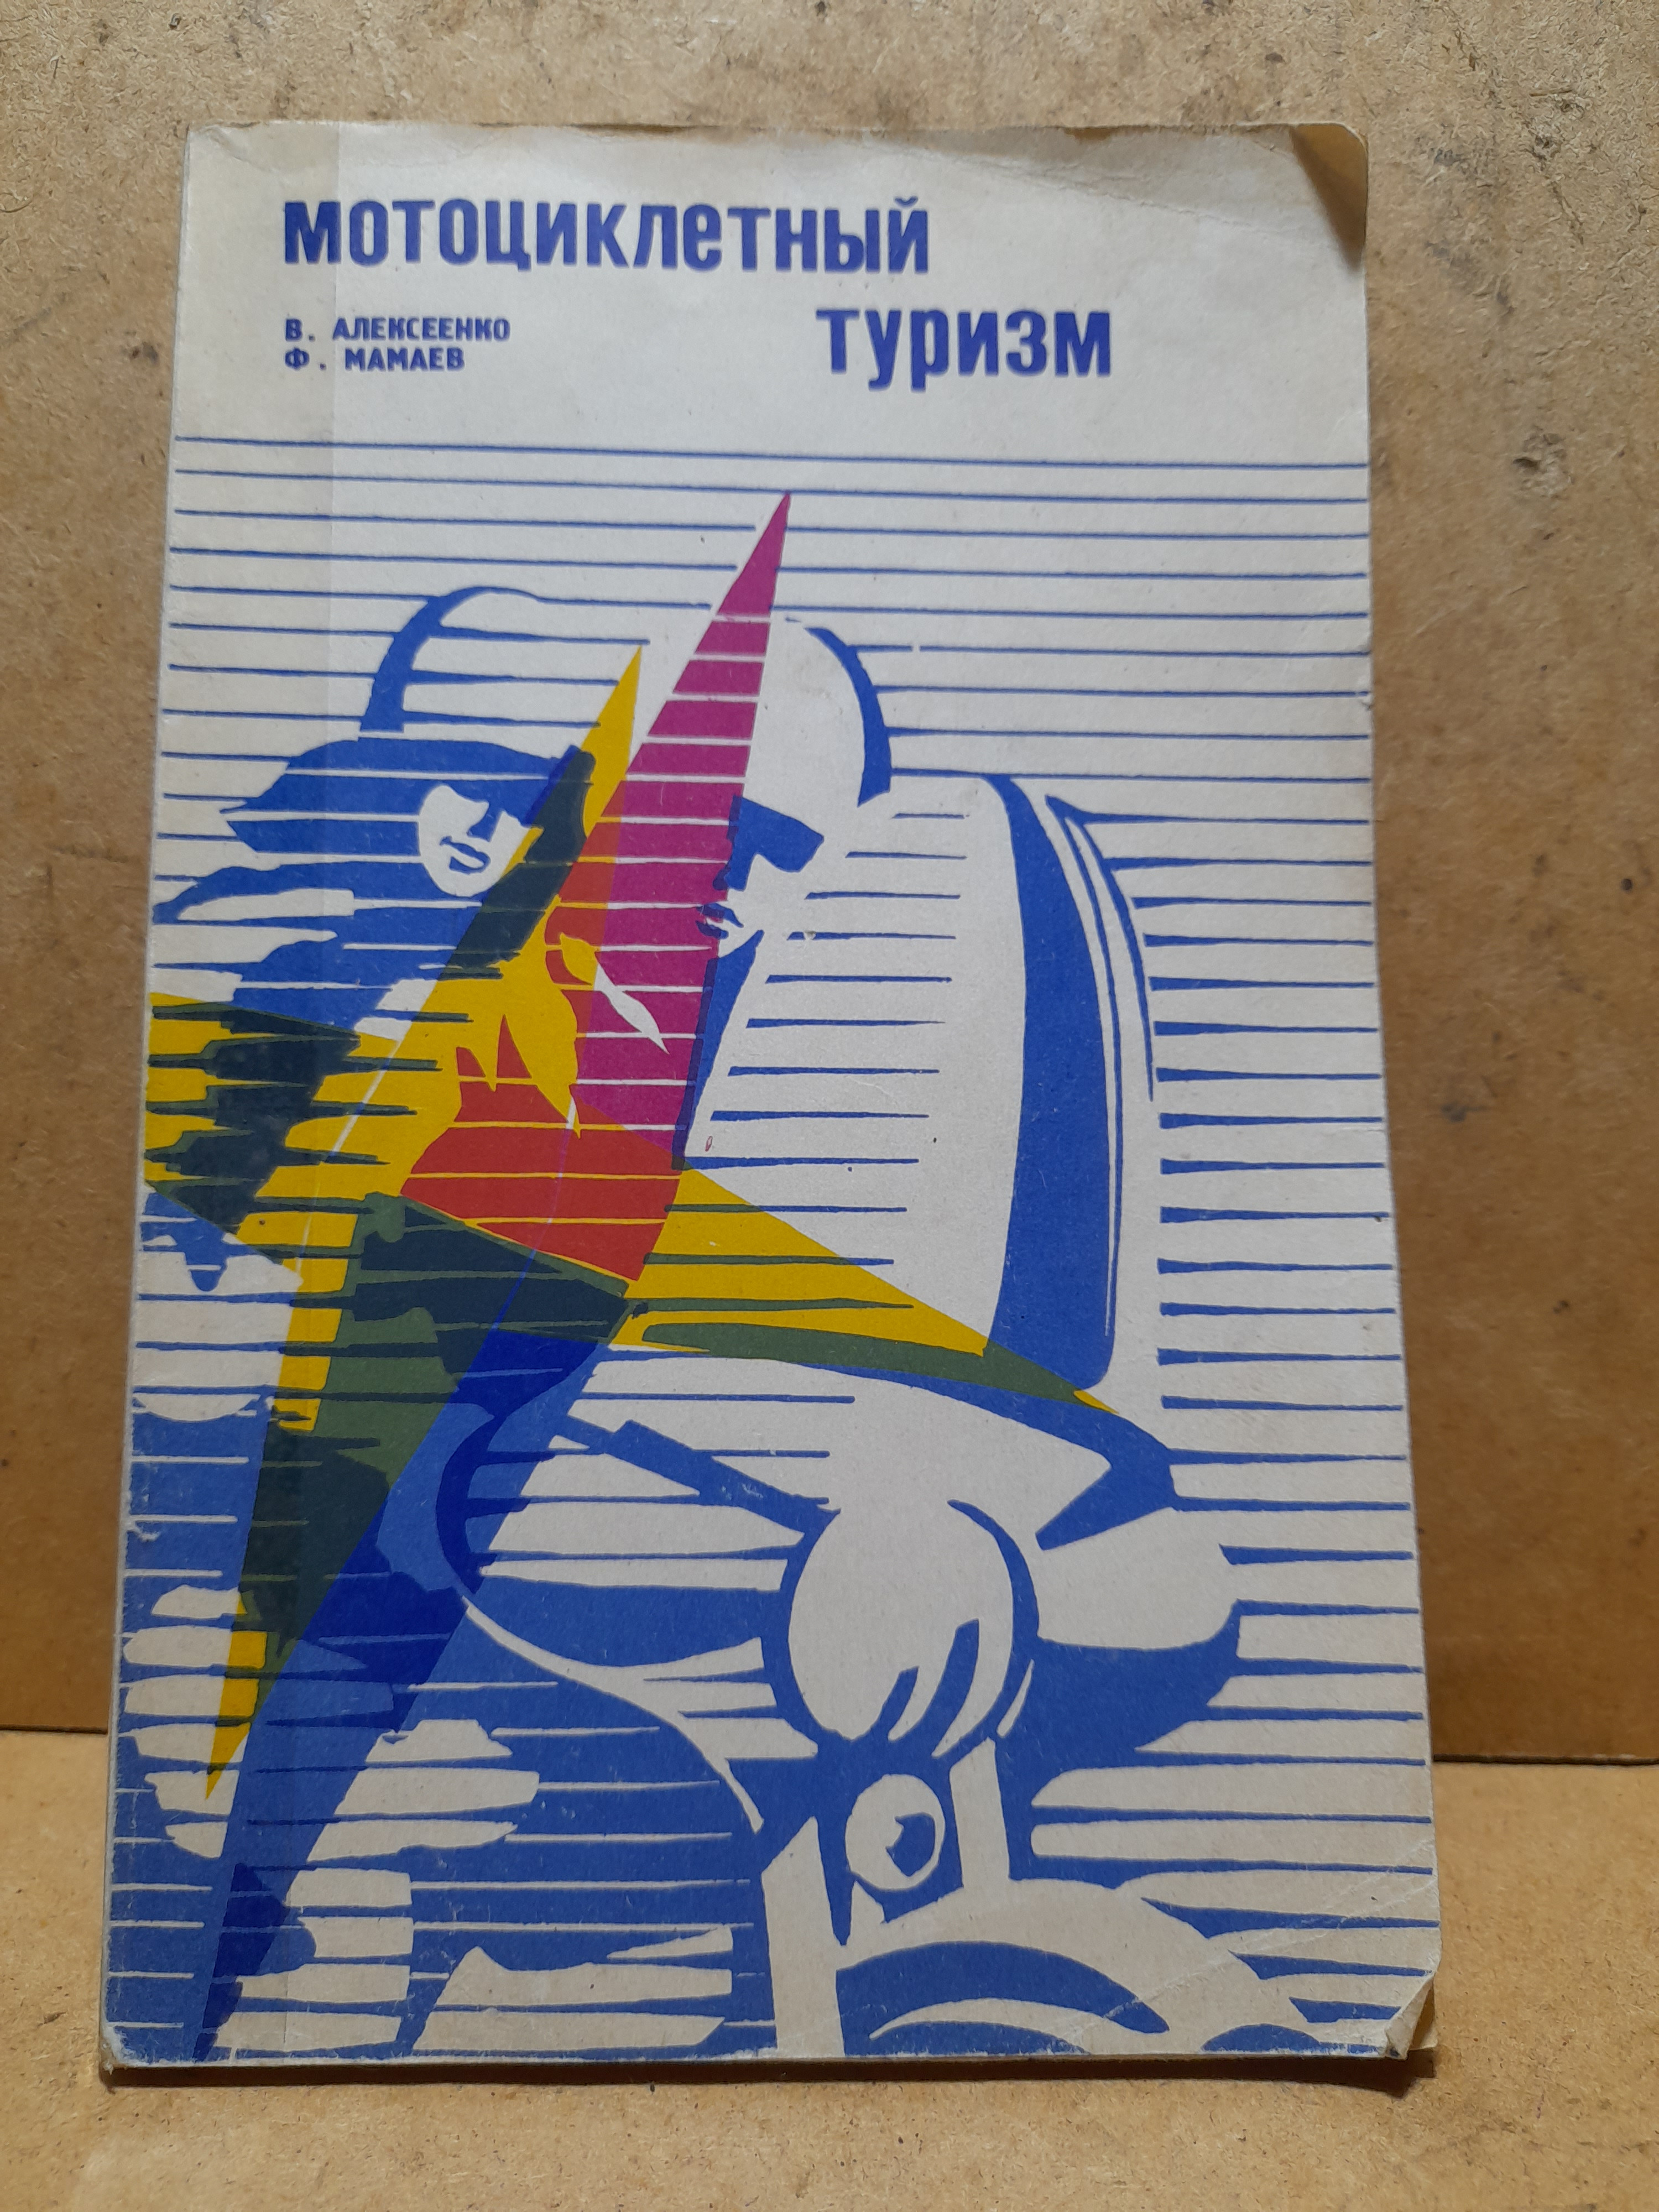 мотоциклетный
туризм
В. АЛЕКСЕЕНКО
Ф. МАМАЕВ